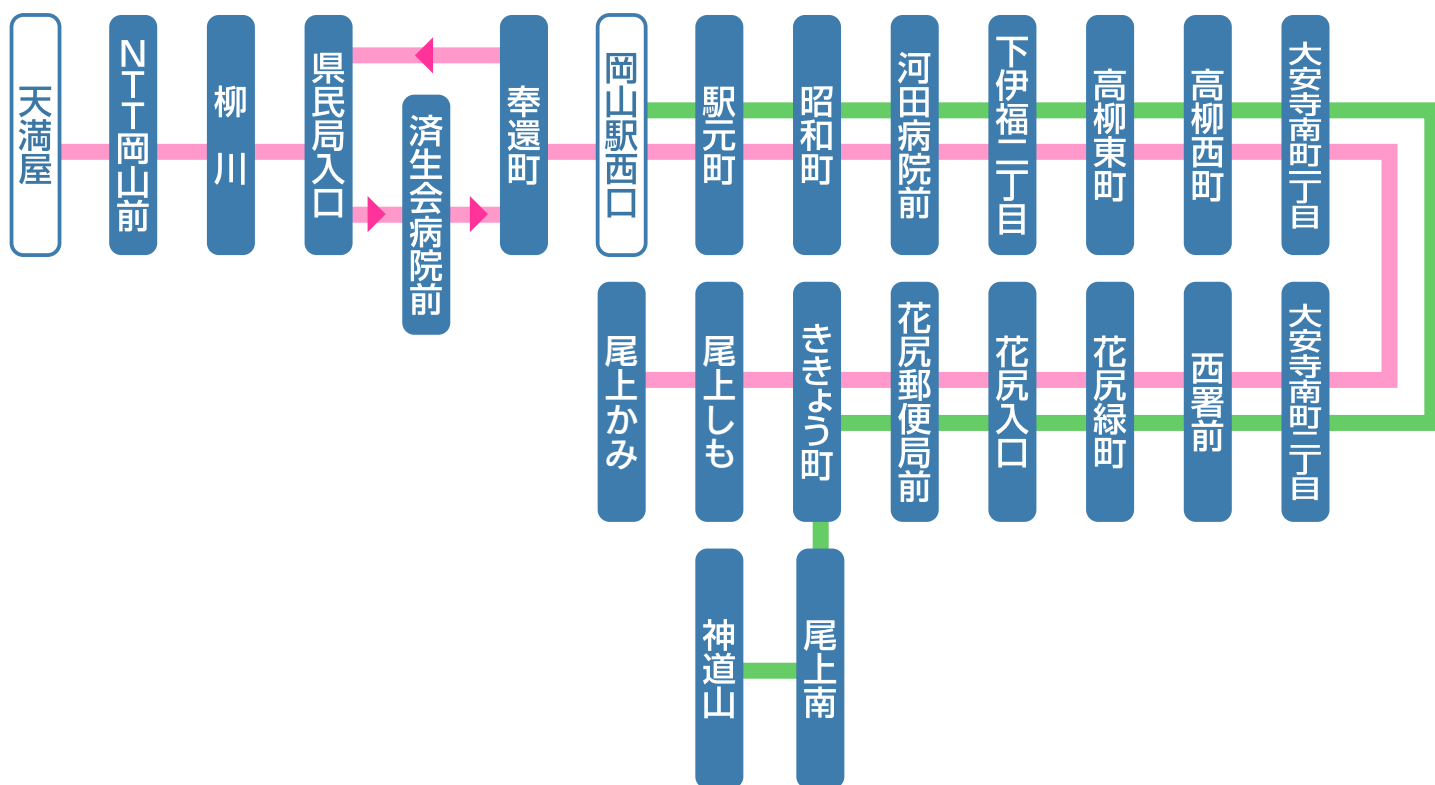 天満屋
NTT岡山前
柳川
県民局入口
済生会病院前
奉還町
岡山駅西口
駅元町
昭和町
河田病院前
下伊福二丁目
高柳東町
高柳西町
大安寺南町一丁目
尾上かみ
尾上しも
ききょう町
花尻郵便局前
花尻入口
花尻緑町
西署前
大安寺南町二丁目
神道山
尾上南